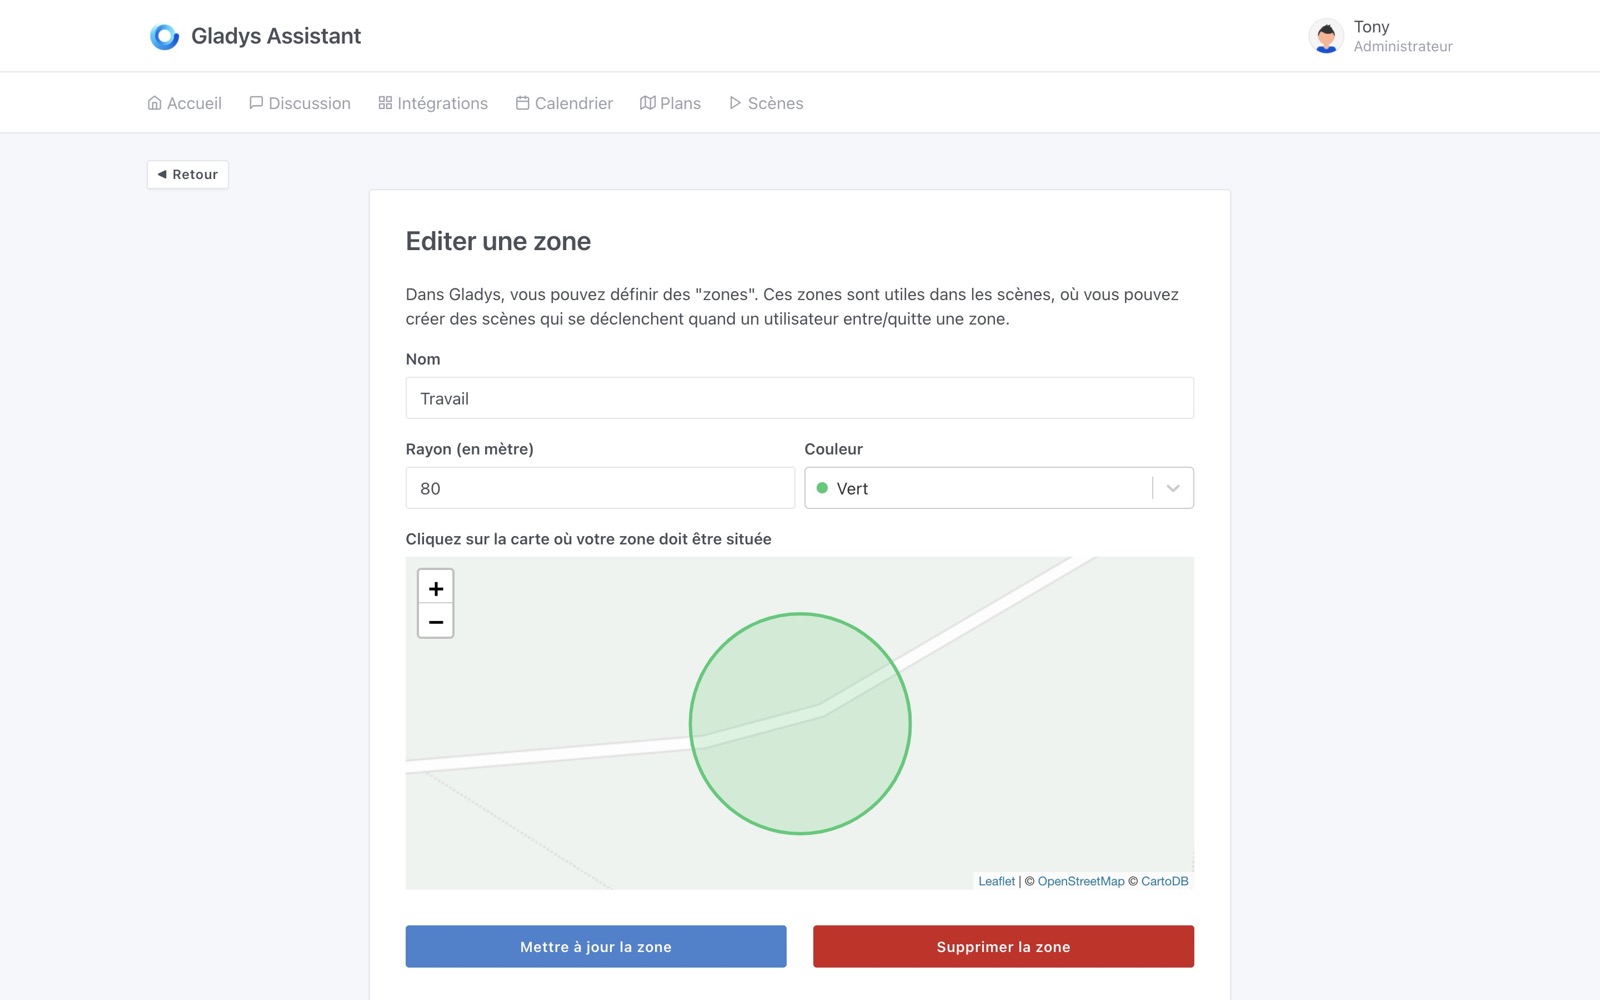 Gladys Assistant
Tony
Administrateur
Accueil
Discussion
Intégrations
Calendrier
Plans
Scènes
◄ Retour
Editer une zone
Dans Gladys, vous pouvez définir des "zones". Ces zones sont utiles dans les scènes, où vous pouvez
créer des scènes qui se déclenchent quand un utilisateur entre/quitte une zone.
Nom
Travail
Rayon (en mètre)
Couleur
80
Vert
Cliquez sur la carte où votre zone doit être située
+
−
Leaflet | © OpenStreetMap © CartoDB
Mettre à jour la zone
Supprimer la zone